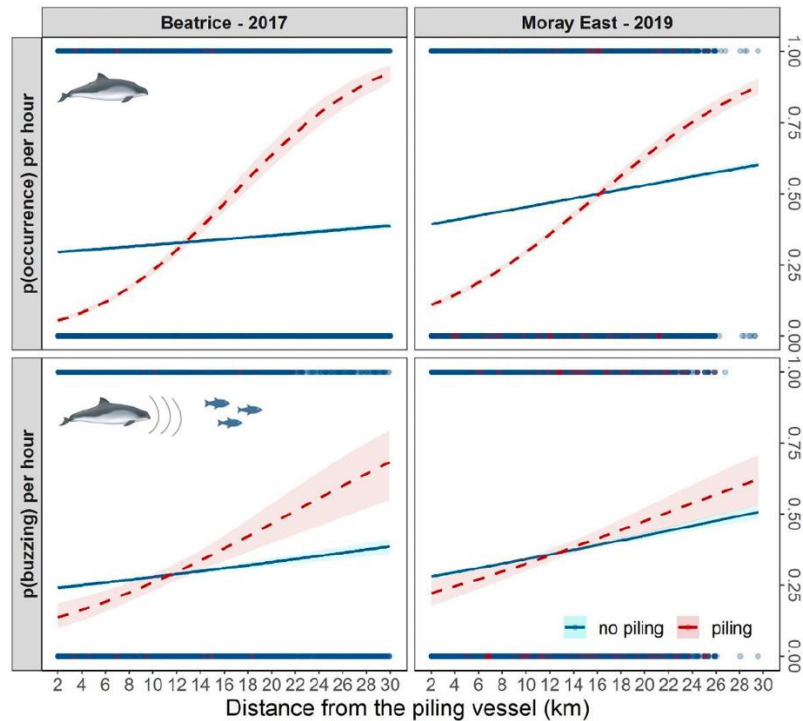 Beatrice - 2017
Moray East - 2019
p(occurrence) per hour
0.00 0.25 0.50 0.75 1.00
p(buzzing) per hour
0.00 0.25 0.50 0.75 1.00
no piling piling
2 4 6 8 10 12 14 16 18 20 22 24 26 28 30
2 4 6 8 10 12 14 16 18 20 22 24 26 28 30
Distance from the piling vessel (km)